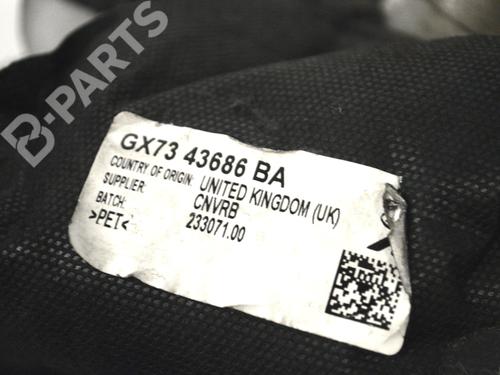 B-PARTS
GX73 43686 BA
COUNTRY OF ORIGIN: UNITED KINGDOM (UK)
SUPPLIER: CNVRB
BATCH: 233071.00
>PET<